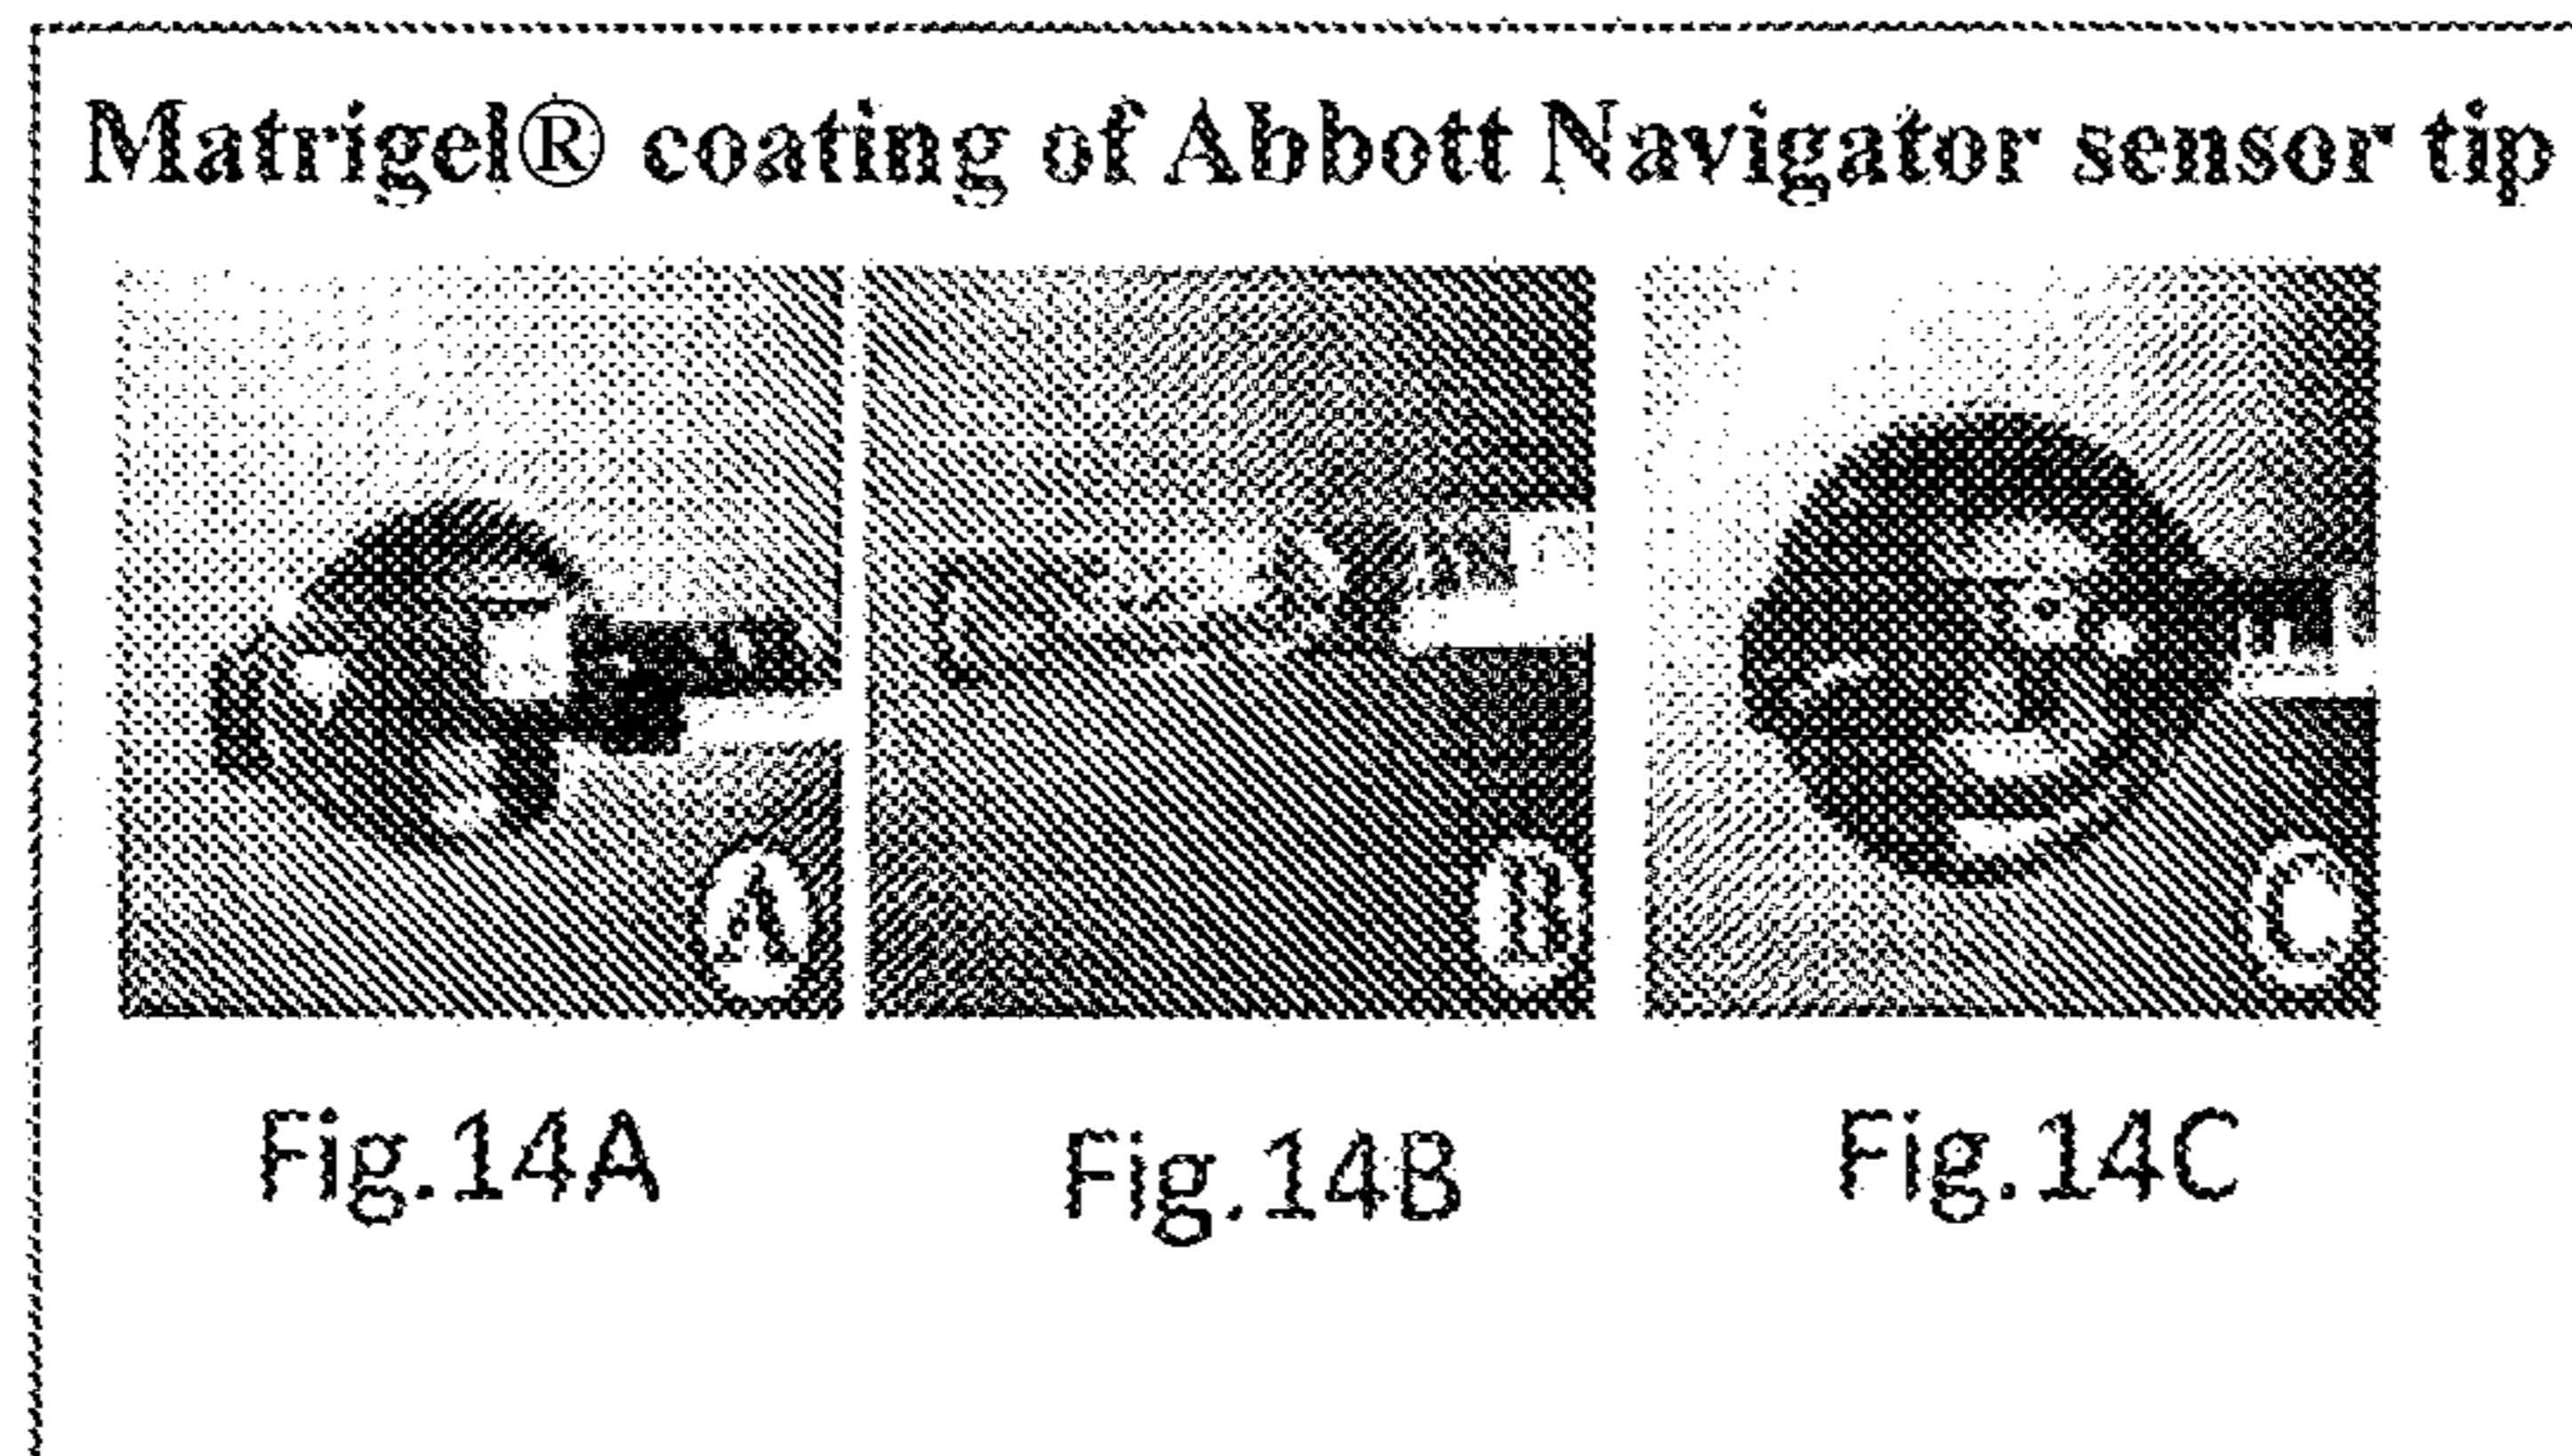 Matrigel® coating of Abbott Navigator sensor tip
A B C
Fig.14A Fig.14B Fig.14C